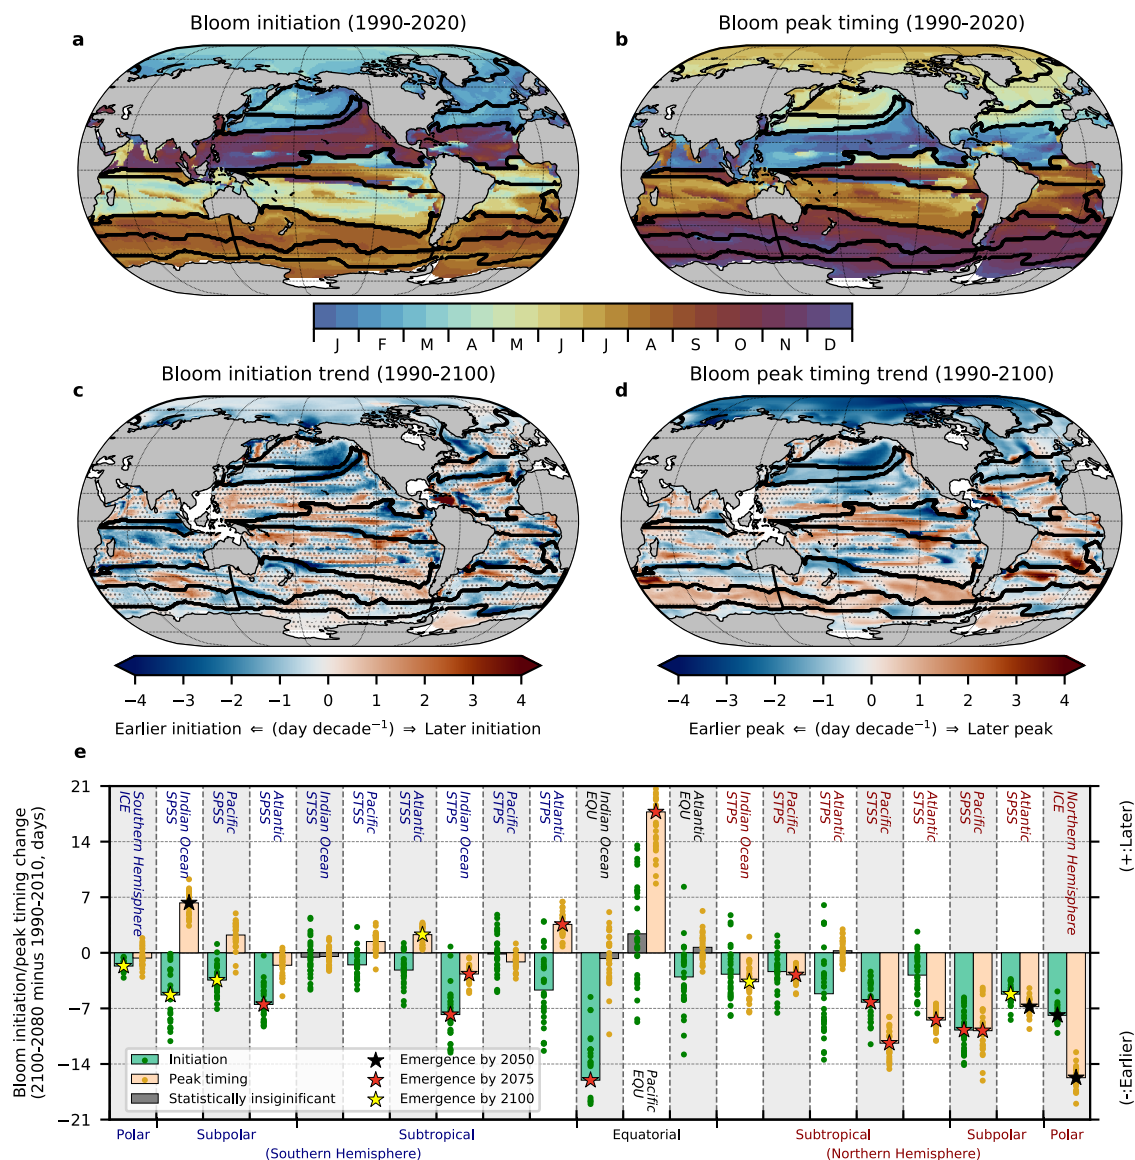 Bloom initiation (1990-2020)
Bloom peak timing (1990-2020)
a
b
J F M A M J J A S O N D
Bloom initiation trend (1990-2100)
Bloom peak timing trend (1990-2100)
c
d
−4 −3 −2 −1 0 1 2 3 4
−4 −3 −2 −1 0 1 2 3 4
Earlier initiation ⇐ (day decade⁻¹) ⇒ Later initiation
Earlier peak ⇐ (day decade⁻¹) ⇒ Later peak
e
Bloom initiation/peak timing change
(2100-2080 minus 1990-2010, days)
21
14
7
0
−7
−14
−21
Southern Hemisphere
ICE
Indian Ocean
SPSS
Pacific
SPSS
Atlantic
SPSS
Indian Ocean
STSS
Pacific
STSS
Atlantic
STSS
Indian Ocean
STPS
Pacific
STPS
Atlantic
STPS
Indian Ocean
EQU
Pacific
EQU
Atlantic
EQU
Indian Ocean
STPS
Pacific
STPS
Atlantic
STPS
Pacific
STSS
Atlantic
STSS
Pacific
SPSS
Atlantic
SPSS
Northern Hemisphere
ICE
(+:Later)
(-:Earlier)
Initiation
Peak timing
Statistically insiginificant
Emergence by 2050
Emergence by 2075
Emergence by 2100
Polar
Subpolar
Subtropical
Equatorial
Subtropical
Subpolar
Polar
(Southern Hemisphere)
(Northern Hemisphere)